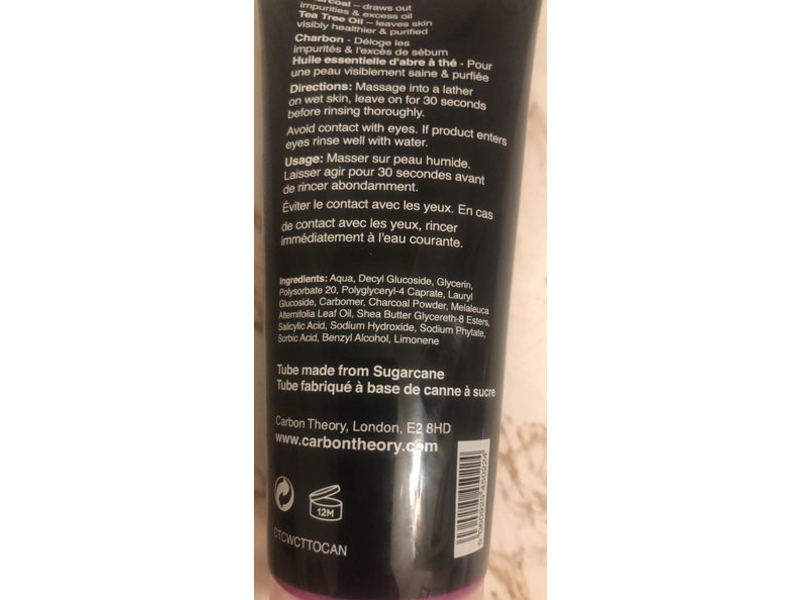 coal – draws out
impurities & excess oil
Tea Tree Oil – leaves skin
visibly healthier & purified
Charbon - Déloge les
impuritiés & l'excés de sébum
Huile essentielle d'abre à thé - Pour
une peau visiblement saine & purfiée
Directions: Massage into a lather
on wet skin, leave on for 30 seconds
before rinsing thoroughly.
Avoid contact with eyes. If product enters
eyes rinse well with water.
Usage: Masser sur peau humide.
Laisser agir pour 30 secondes avant
de rincer abondamment.
Éviter le contact avec les yeux. En cas
de contact avec les yeux, rincer
immédiatement à l'eau courante.
Ingredients: Aqua, Decyl Glucoside, Glycerin,
Polysorbate 20, Polyglyceryl-4 Caprate, Lauryl
Glucoside, Carbomer, Charcoal Powder, Melaleuca
Alternifolia Leaf Oil, Shea Butter Glycereth-8 Esters,
Salicylic Acid, Sodium Hydroxide, Sodium Phytate,
Sorbic Acid, Benzyl Alcohol, Limonene
Tube made from Sugarcane
Tube fabriqué à base de canne à sucre
Carbon Theory, London, E2 8HD
www.carbontheory.com
12M
CTCWCTTOCAN